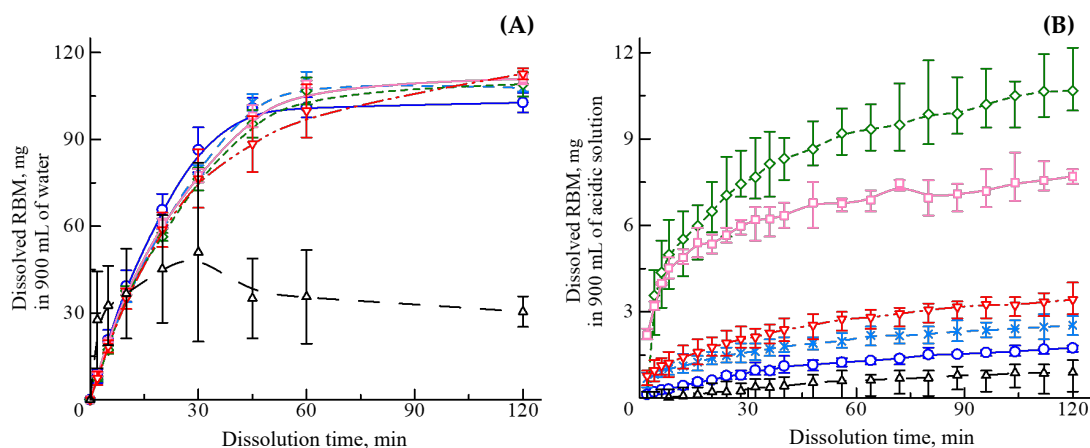 (A)
Dissolved RBM, mg
in 900 mL of water
120
90
60
30
0
30
60
90
120
Dissolution time, min
(B)
Dissolved RBM, mg
in 900 mL of acidic solution
12
9
6
3
0
30
60
90
120
Dissolution time, min